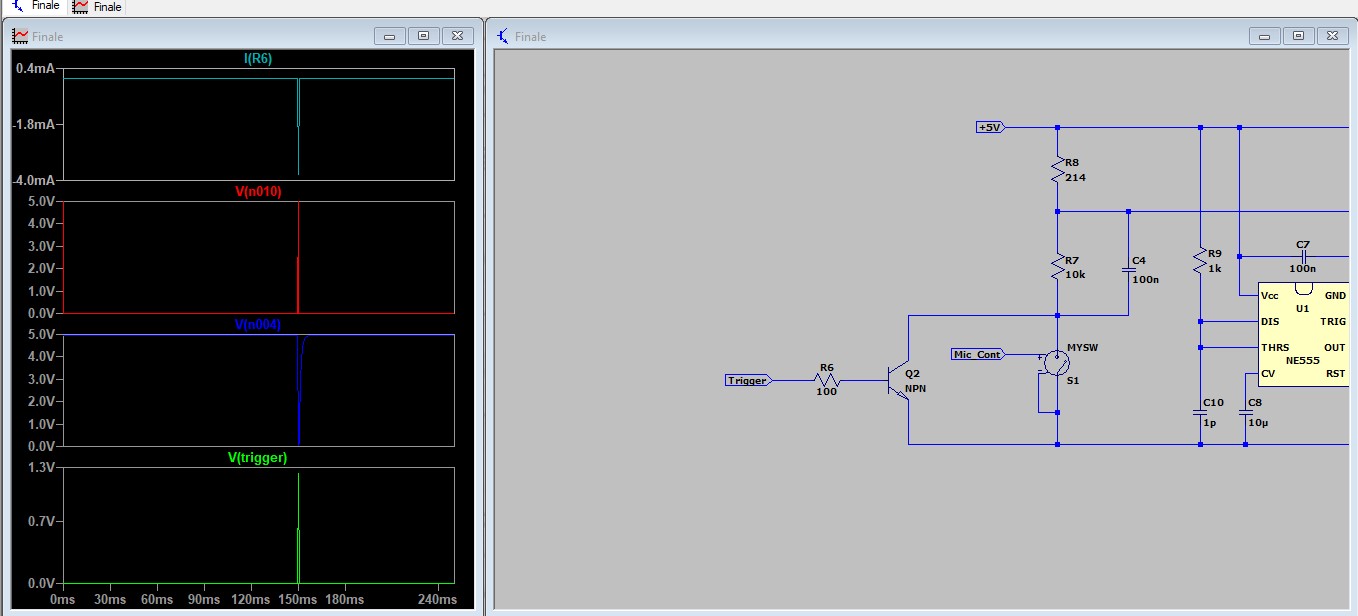 Finale
Finale
Finale
I(R6)
0.4mA
-1.8mA
-4.0mA
V(n010)
5.0V
4.0V
3.0V
2.0V
1.0V
0.0V
V(n004)
5.0V
4.0V
3.0V
2.0V
1.0V
0.0V
V(trigger)
1.3V
0.7V
0.0V
0ms 30ms 60ms 90ms 120ms 150ms 180ms 240ms
Finale
+5V
R8
214
R7
10k
C4
100n
R9
1k
C7
100n
Vcc GND
U1
DIS TRIG
THRS OUT
NE555
CV RST
Mic_Cont
MYSW
S1
Trigger
R6
100
Q2
NPN
C10
1p
C8
10µ